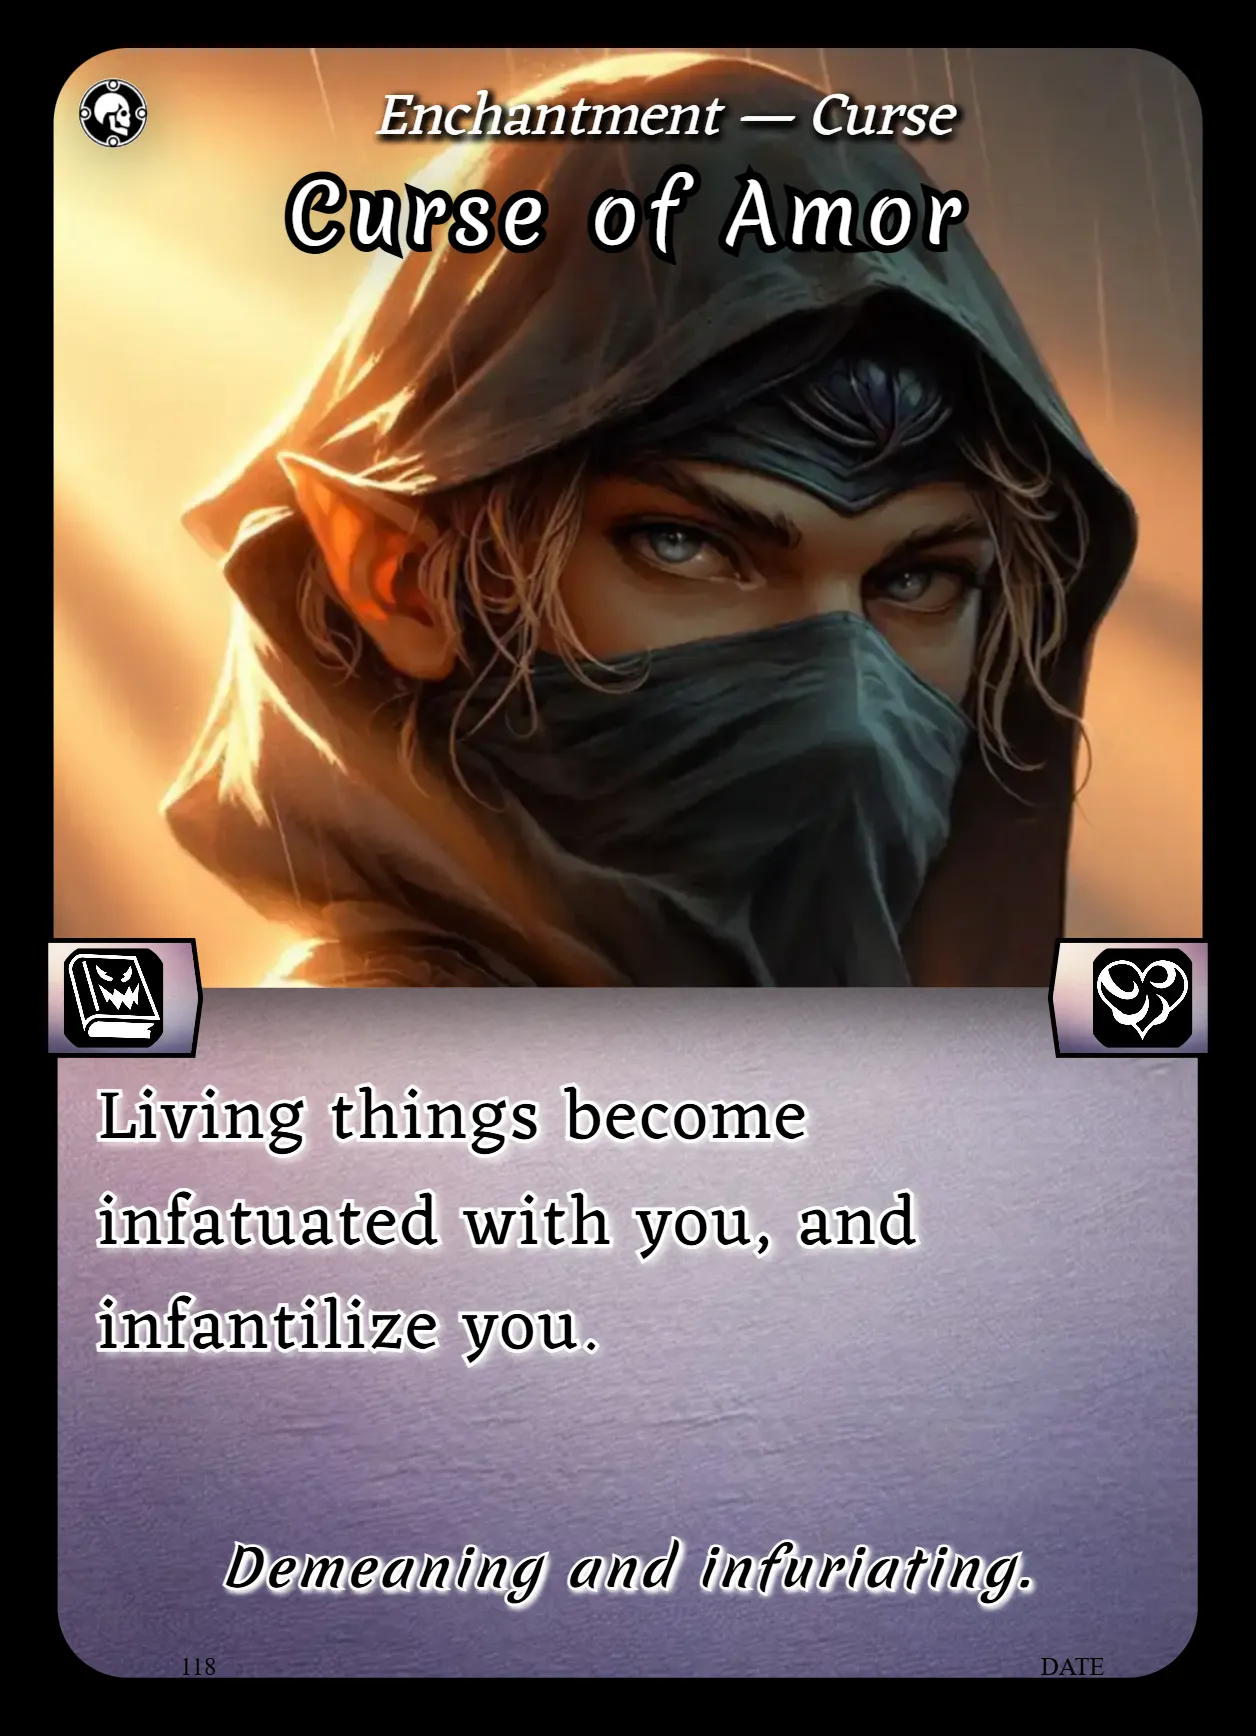 Enchantment — Curse
Curse of Amor
Living things become
infatuated with you, and
infantilize you.
Demeaning and infuriating.
118
DATE